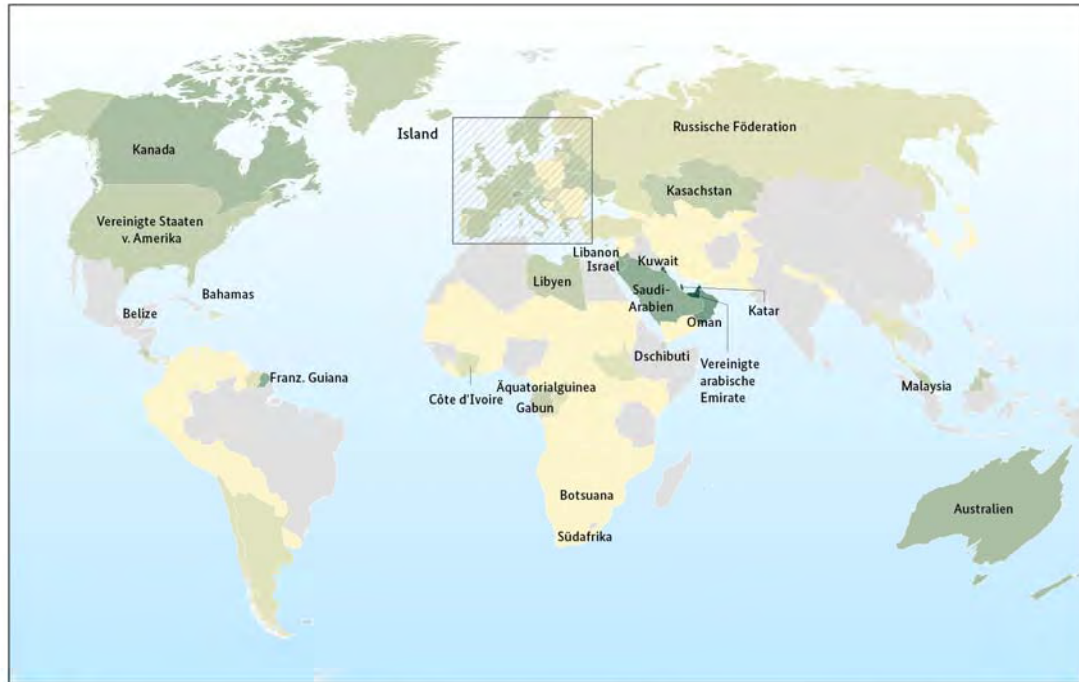 Island
Russische Föderation
Kanada
Kasachstan
Vereinigte Staaten
v. Amerika
Libanon
Israel
Kuwait
Libyen
Saudi-
Arabien
Bahamas
Katar
Belize
Oman
Dschibuti
Vereinigte
arabische
Emirate
Franz. Guiana
Äquatorialguinea
Malaysia
Côte d'Ivoire
Gabun
Botsuana
Australien
Südafrika